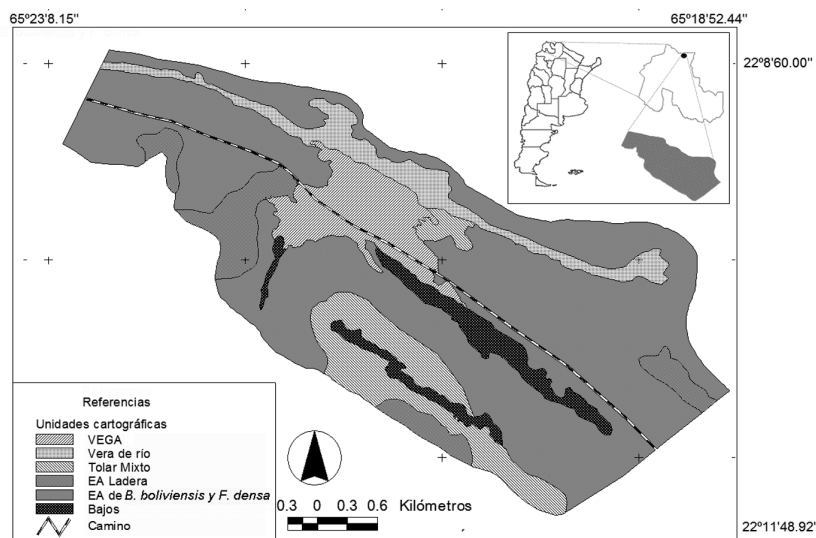 65º23'8.15"
65º18'52.44"
22º8'60.00"
Referencias
Unidades cartográficas
VEGA
Vera de río
Tolar Mixto
EA Ladera
EA de B. boliviensis y F. densa
Bajos
Camino
0.3 0 0.3 0.6 Kilómetros
22º11'48.92"